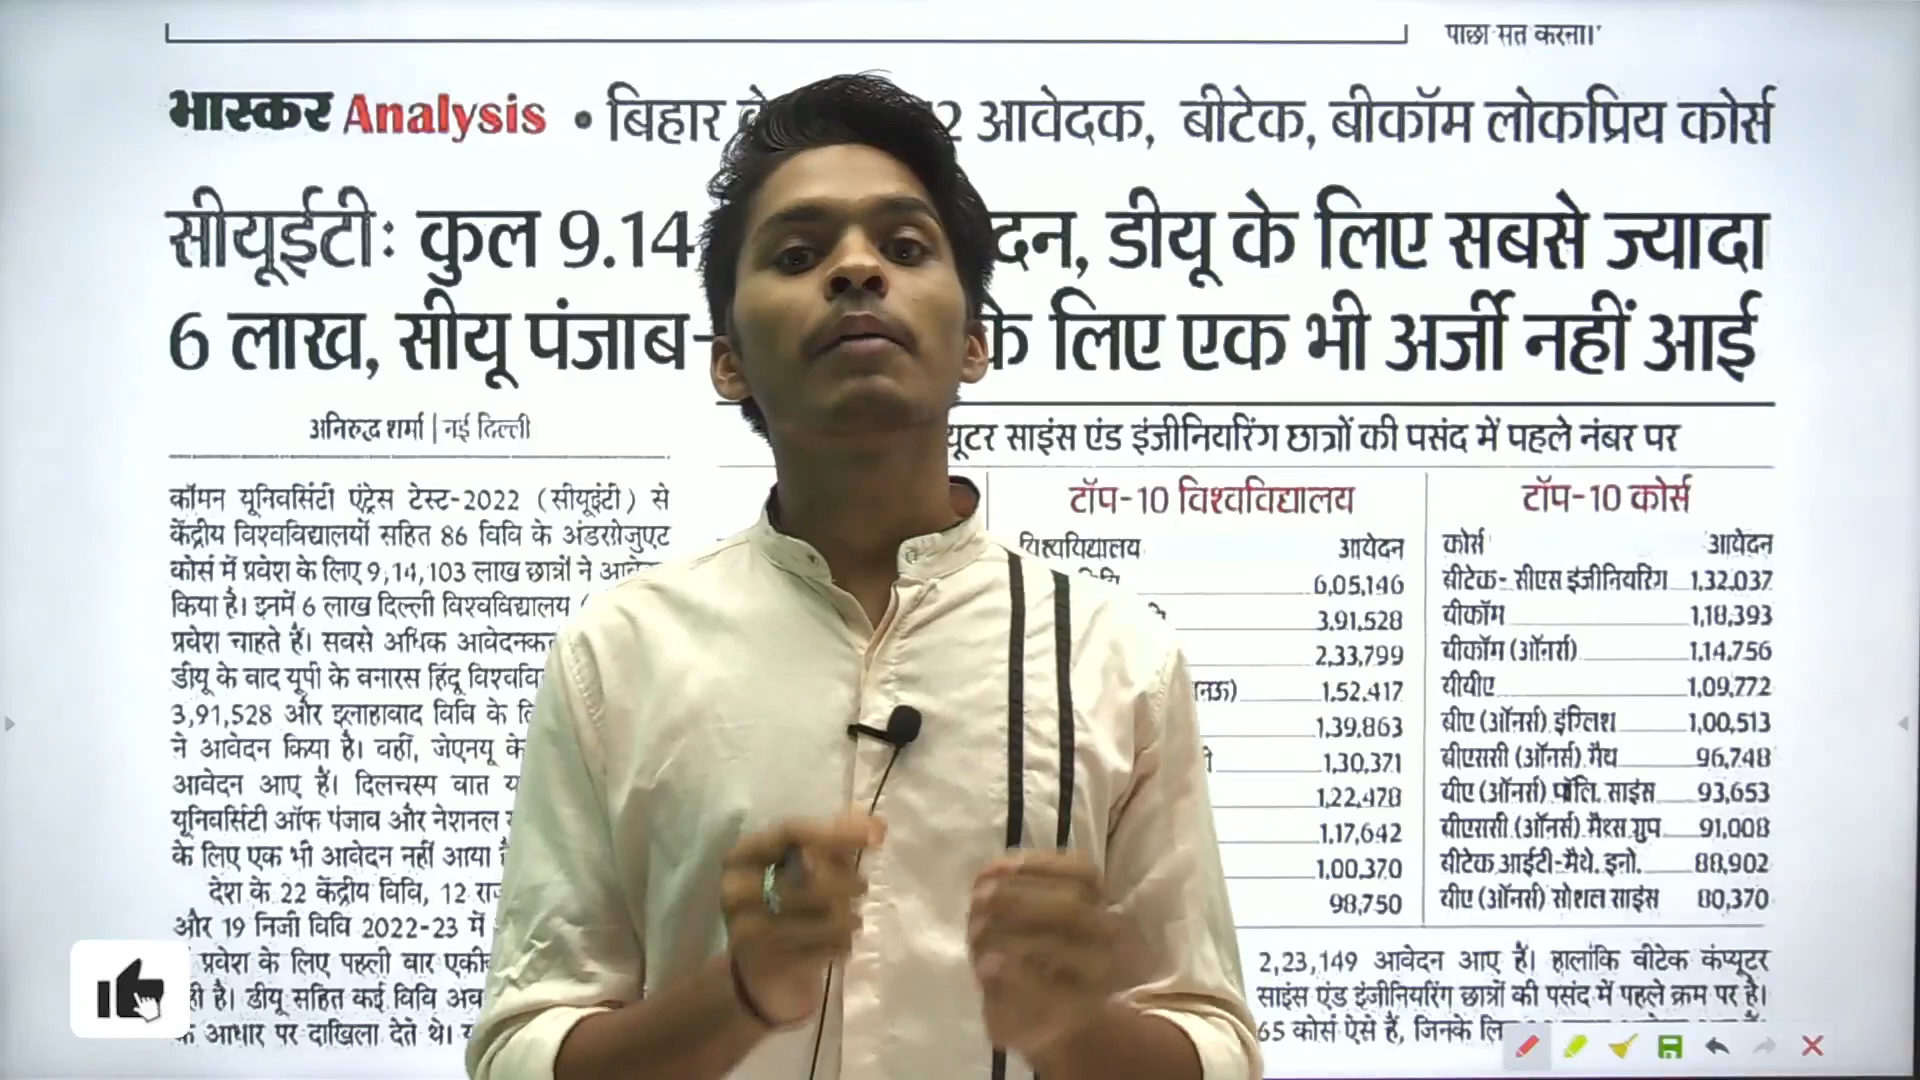 पाछा मत करना।'
भास्कर Analysis • बिहार 2 आवेदक, बीटेक, बीकॉम लोकप्रिय कोर्स
सीयूईटी: कुल 9.14 दन, डीयू के लिए सबसे ज्यादा
6 लाख, सीयू पंजाब- के लिए एक भी अर्जी नहीं आई
अनिरुद्ध शर्मा | नई दिल्ली
यूटर साइंस एंड इंजीनियरिंग छात्रों की पसंद में पहले नंबर पर
कॉमन यूनिवर्सिटी एंट्रेस टेस्ट-2022 (सीयूईटी) से
केंद्रीय विश्वविद्यालयों सहित 86 विवि के अंडरग्रेजुएट
कोर्स में प्रवेश के लिए 9,14,103 लाख छात्रों ने
किया है। इनमें 6 लाख दिल्ली विश्वविद्यालय (
प्रवेश चाहते हैं। सबसे अधिक आवेदनक
डीयू के बाद यूपी के बनारस हिंदू विश्ववि
3,91,528 और इलाहाबाद विवि के
ने आवेदन किया है। वहीं, जेएनयू के
आवेदन आए हैं। दिलचस्प बात
यूनिवर्सिटी ऑफ पंजाब और नेशनल
के लिए एक भी आवेदन नहीं आया
देश के 22 केंद्रीय विवि, 12
और 19 निजी विवि 2022-23 में
प्रवेश के लिए पहली बार
ही है। डीयू सहित कई विवि अब
के आधार पर दाखिला देते थे।
टॉप-10 विश्वविद्यालय
विश्वविद्यालय आवेदन
6,05,146
3,91,528
2,33,799
नऊ) 1,52,417
1,39,863
1,30,371
1,22,478
1,17,642
1,00,370
98,750
टॉप-10 कोर्स
कोर्स आवेदन
बीटेक- सीएस इंजीनियरिंग 1,32,037
बीकॉम 1,18,393
बीकॉम (ऑनर्स) 1,14,756
बीबीए 1,09,772
बीए (ऑनर्स) इंग्लिश 1,00,513
बीएससी (ऑनर्स) मैथ 96,748
बीए (ऑनर्स) पॉलि. साइंस 93,653
बीएससी (ऑनर्स) मैथ्स ग्रुप 91,008
बीटेक आईटी-मैथे. इनो. 88,902
बीए (ऑनर्स) सोशल साइंस 80,370
2,23,149 आवेदन आए हैं। हालांकि बीटेक कंप्यूटर
साइंस एंड इंजीनियरिंग छात्रों की पसंद में पहले क्रम पर है।
65 कोर्स ऐसे हैं, जिनके